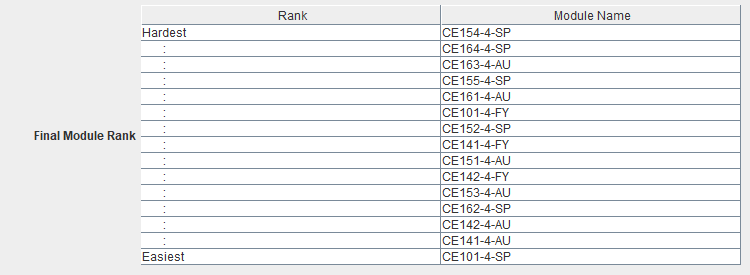 Rank Module Name
Hardest CE154-4-SP
: CE164-4-SP
: CE163-4-AU
: CE155-4-SP
: CE161-4-AU
: CE101-4-FY
Final Module Rank : CE152-4-SP
: CE141-4-FY
: CE151-4-AU
: CE142-4-FY
: CE153-4-AU
: CE162-4-SP
: CE142-4-AU
: CE141-4-AU
Easiest CE101-4-SP